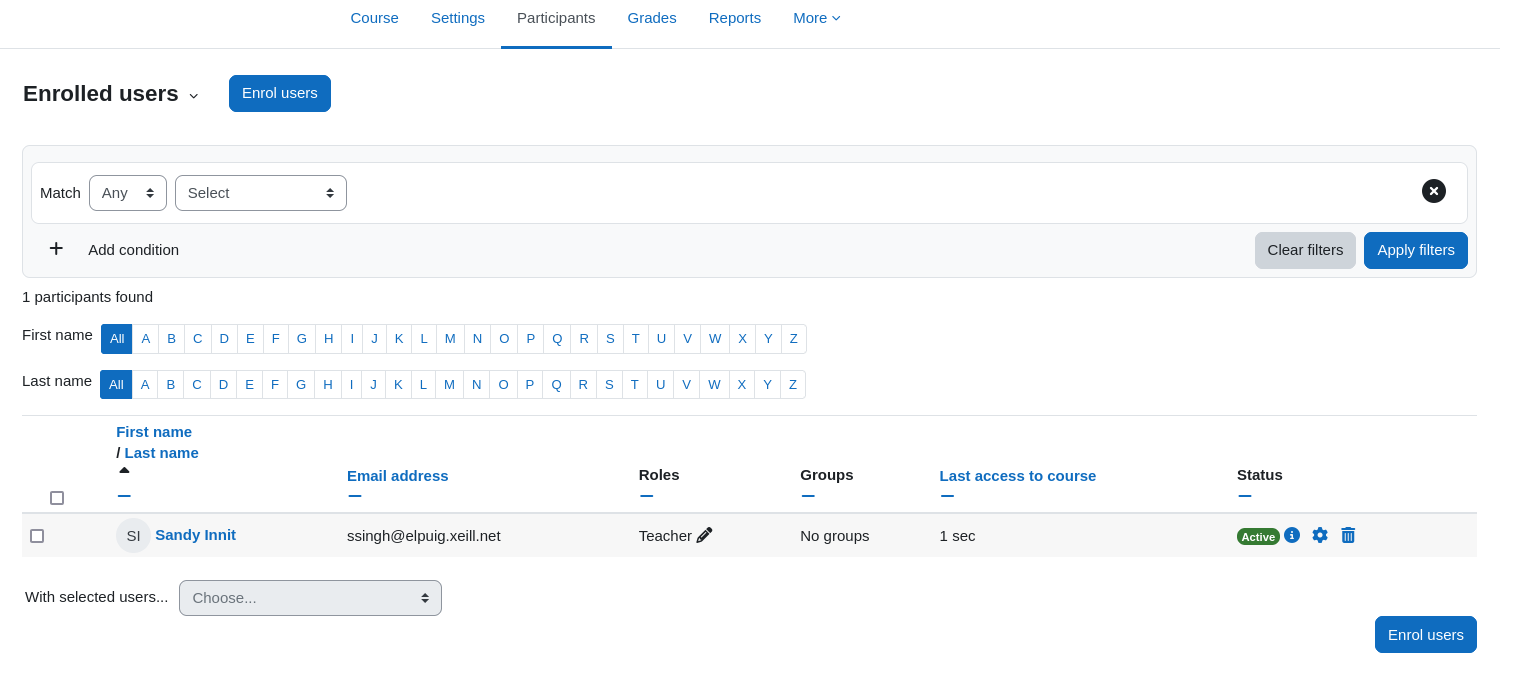 Course Settings Participants Grades Reports More
Enrolled users Enrol users
Match Any Select
Add condition Clear filters Apply filters
1 participants found
First name All A B C D E F G H I J K L M N O P Q R S T U V W X Y Z
Last name All A B C D E F G H I J K L M N O P Q R S T U V W X Y Z
First name
/ Last name
Email address Roles Groups Last access to course Status
SI Sandy Innit ssingh@elpuig.xeill.net Teacher No groups 1 sec Active
With selected users... Choose...
Enrol users